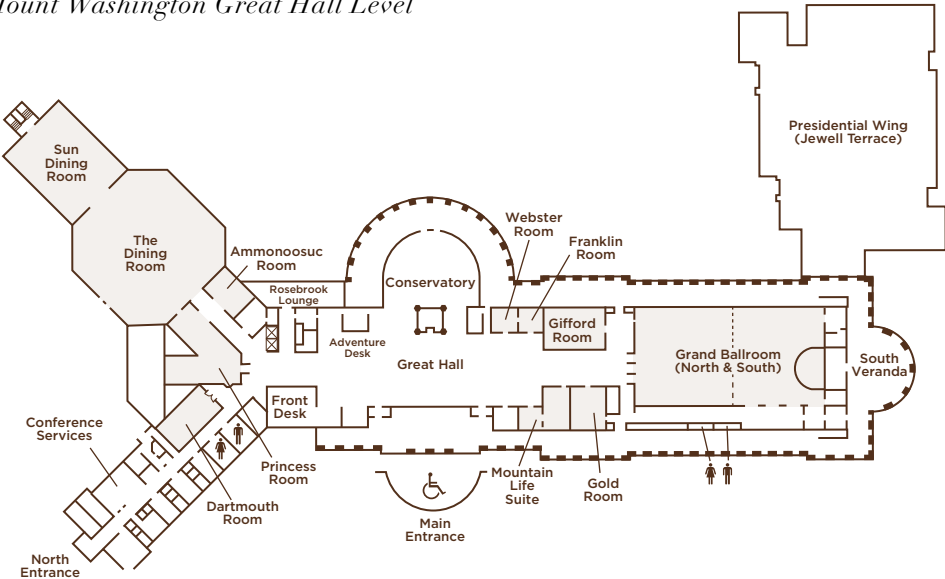 Mount Washington Great Hall Level
Presidential Wing
(Jewell Terrace)
Sun
Dining
Room
The
Dining
Room
Ammonoosuc
Room
Rosebrook
Lounge
Conservatory
Webster
Room
Franklin
Room
Adventure
Desk
Great Hall
Gifford
Room
Grand Ballroom
(North & South)
South
Veranda
Front
Desk
Conference
Services
Princess
Room
Dartmouth
Room
Mountain
Life
Suite
Gold
Room
Main
Entrance
North
Entrance